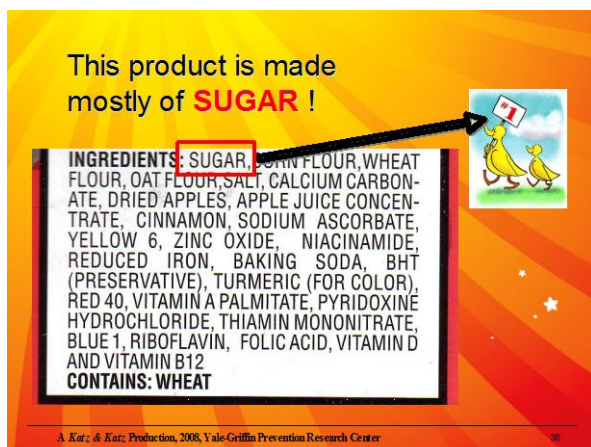 This product is made
mostly of SUGAR !
#1
INGREDIENTS: SUGAR, CORN FLOUR, WHEAT
FLOUR, OAT FLOUR, SALT, CALCIUM CARBON-
ATE, DRIED APPLES, APPLE JUICE CONCEN-
TRATE, CINNAMON, SODIUM ASCORBATE,
YELLOW 6, ZINC OXIDE, NIACINAMIDE,
REDUCED IRON, BAKING SODA, BHT
(PRESERVATIVE), TURMERIC (FOR COLOR),
RED 40, VITAMIN A PALMITATE, PYRIDOXINE
HYDROCHLORIDE, THIAMIN MONONITRATE,
BLUE 1, RIBOFLAVIN, FOLIC ACID, VITAMIN D
AND VITAMIN B12
CONTAINS: WHEAT
A Katz & Katz Production, 2008, Yale-Griffin Prevention Research Center
38